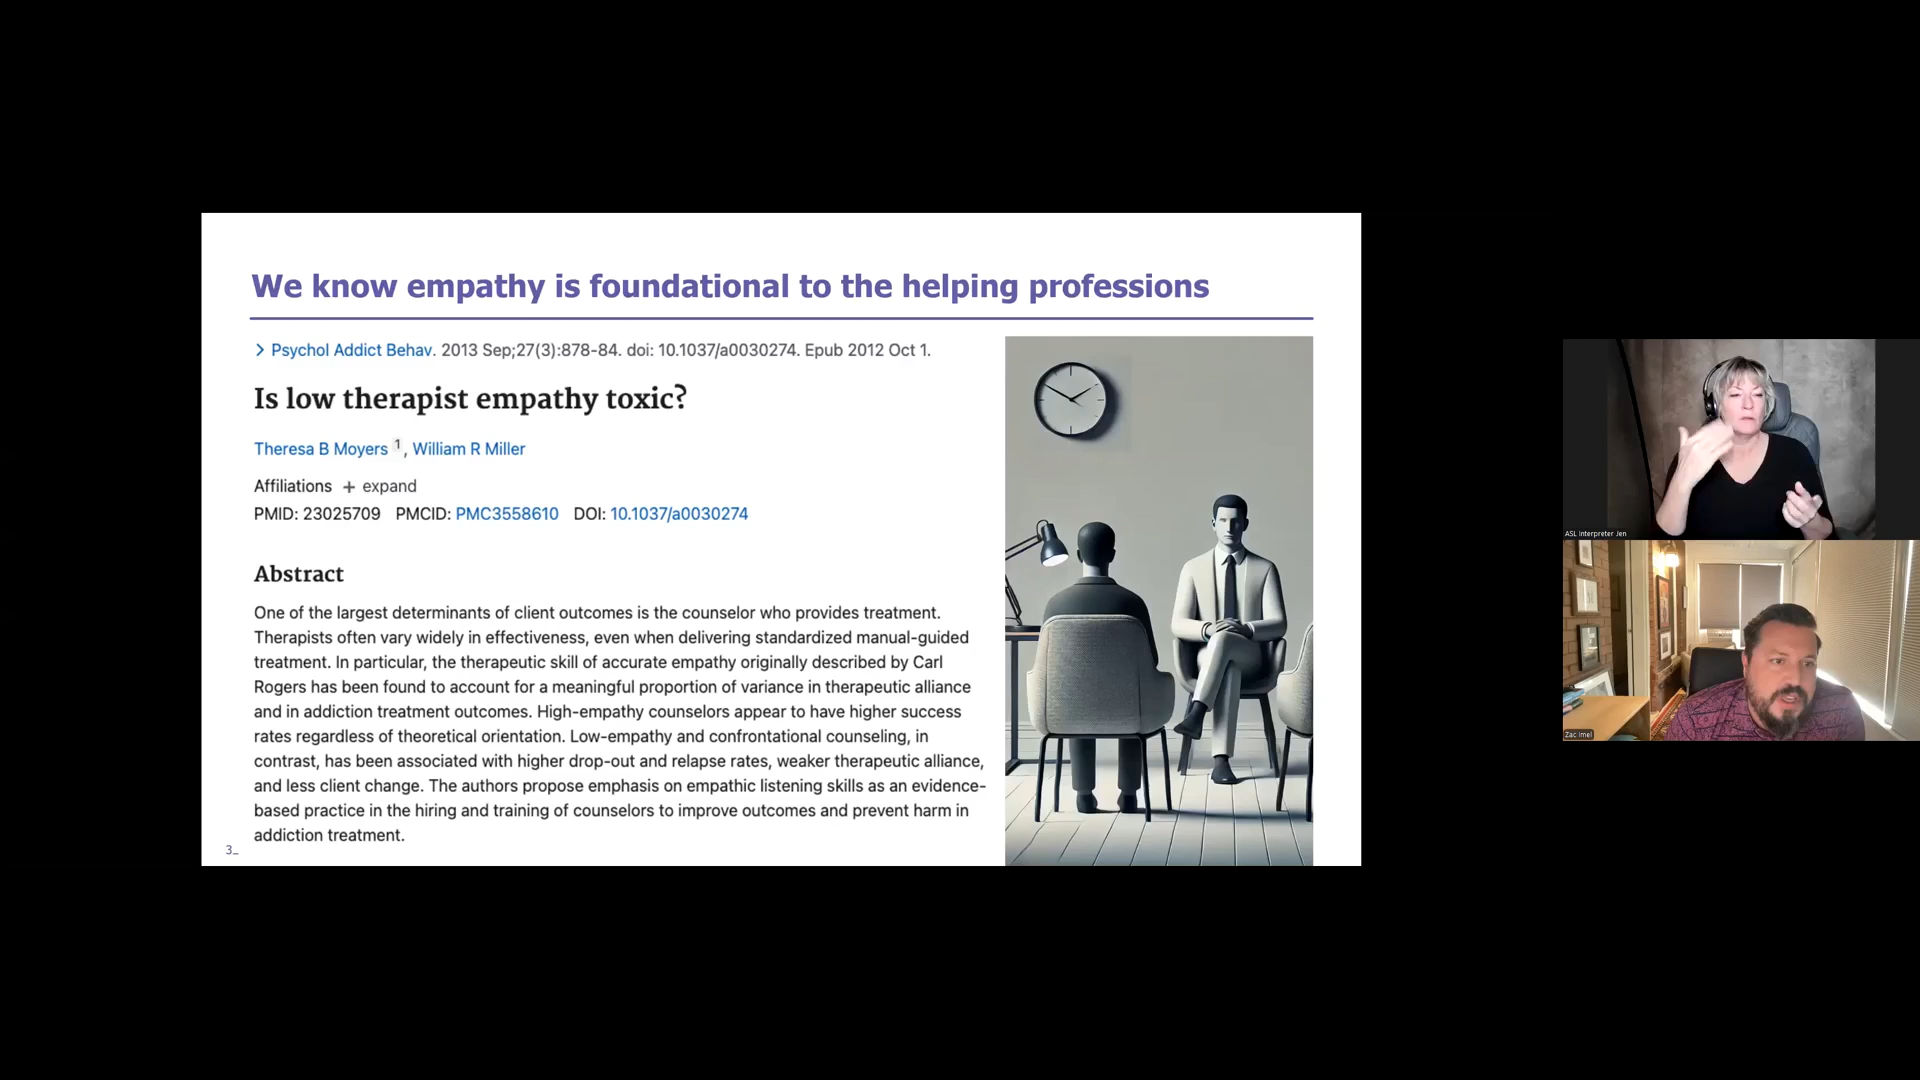 We know empathy is foundational to the helping professions
> Psychol Addict Behav. 2013 Sep;27(3):878-84. doi: 10.1037/a0030274. Epub 2012 Oct 1.
Is low therapist empathy toxic?
Theresa B Moyers 1, William R Miller
Affiliations + expand
PMID: 23025709 PMCID: PMC3558610 DOI: 10.1037/a0030274
Abstract
One of the largest determinants of client outcomes is the counselor who provides treatment.
Therapists often vary widely in effectiveness, even when delivering standardized manual-guided
treatment. In particular, the therapeutic skill of accurate empathy originally described by Carl
Rogers has been found to account for a meaningful proportion of variance in therapeutic alliance
and in addiction treatment outcomes. High-empathy counselors appear to have higher success
rates regardless of theoretical orientation. Low-empathy and confrontational counseling, in
contrast, has been associated with higher drop-out and relapse rates, weaker therapeutic alliance,
and less client change. The authors propose emphasis on empathic listening skills as an evidence-
based practice in the hiring and training of counselors to improve outcomes and prevent harm in
addiction treatment.
3_
ASL Interpreter Jen
Zac Imel